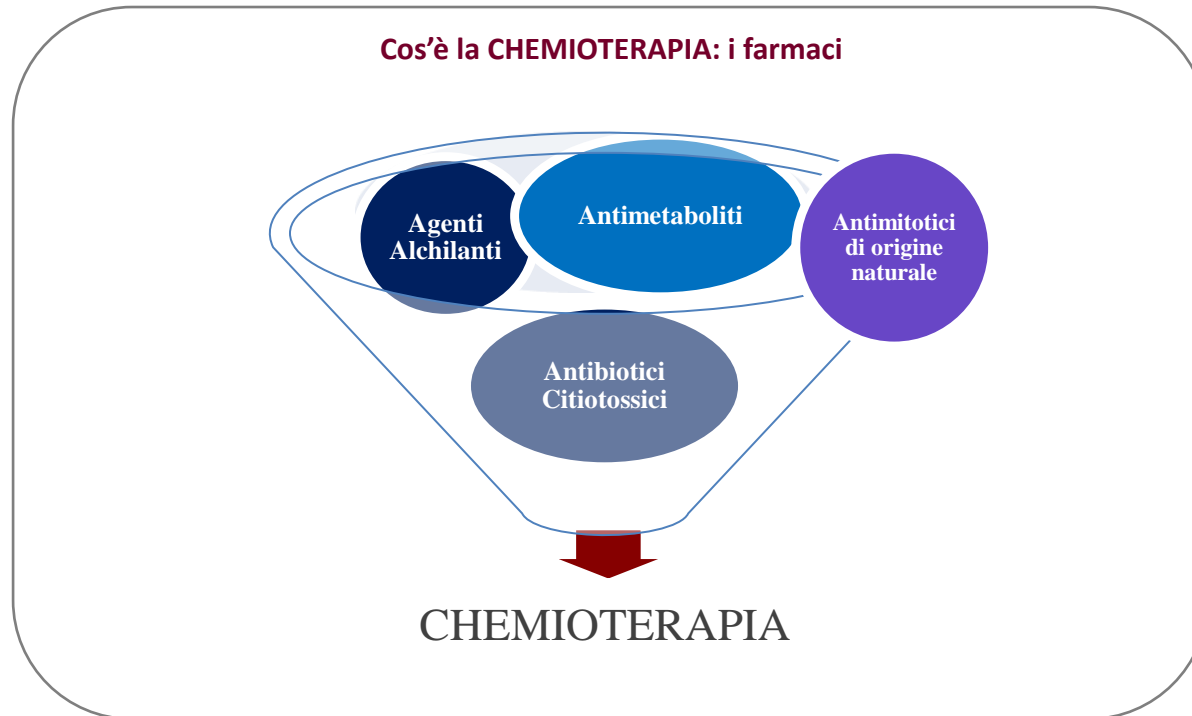 Cos’è la CHEMIOTERAPIA: i farmaci
Agenti
Alchilanti
Antimetaboliti
Antimitotici
di origine
naturale
Antibiotici
Citiotossici
CHEMIOTERAPIA